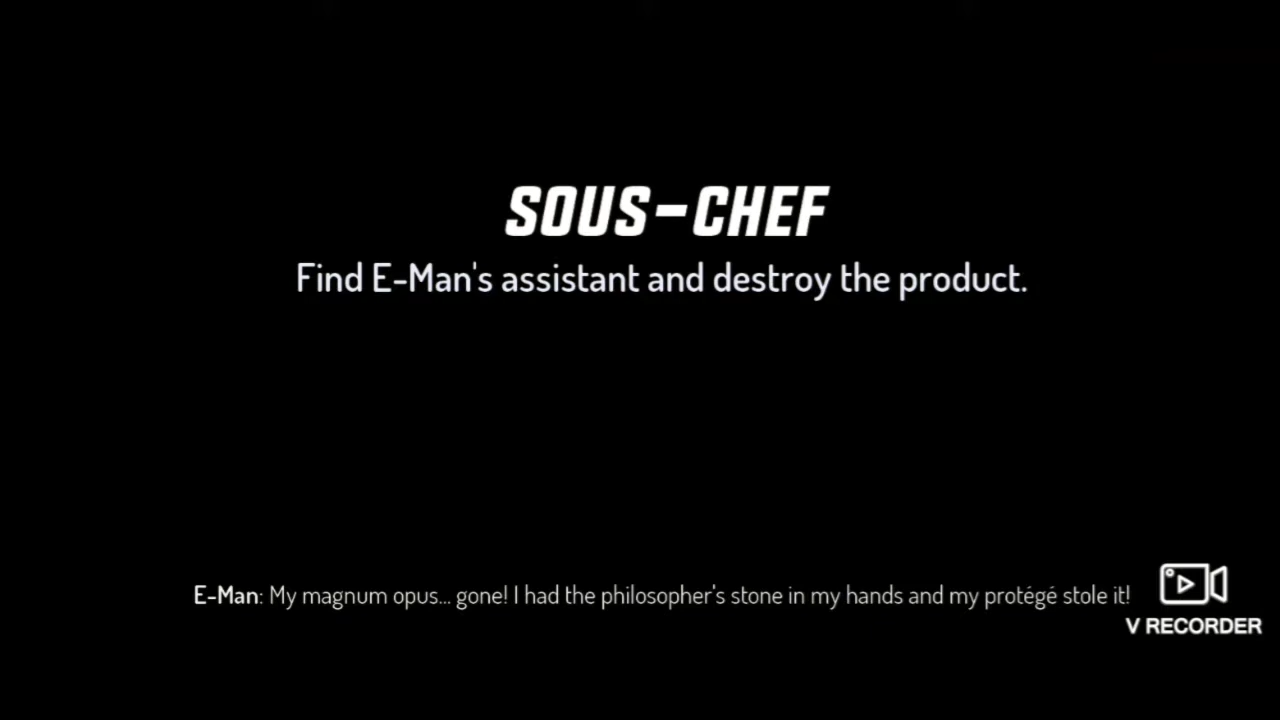 SOUS-CHEF
Find E-Man's assistant and destroy the product.
E-Man: My magnum opus... gone! I had the philosopher's stone in my hands and my protégé stole it!
V RECORDER